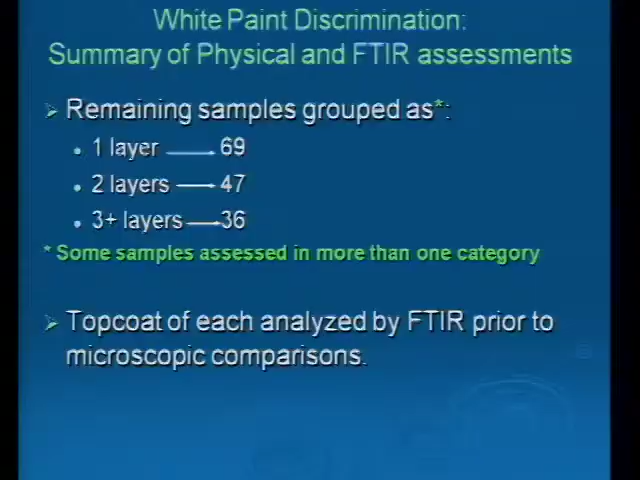 White Paint Discrimination:
Summary of Physical and FTIR assessments
Remaining samples grouped as*:
1 layer 69
2 layers 47
3+ layers 36
* Some samples assessed in more than one category
Topcoat of each analyzed by FTIR prior to
microscopic comparisons.